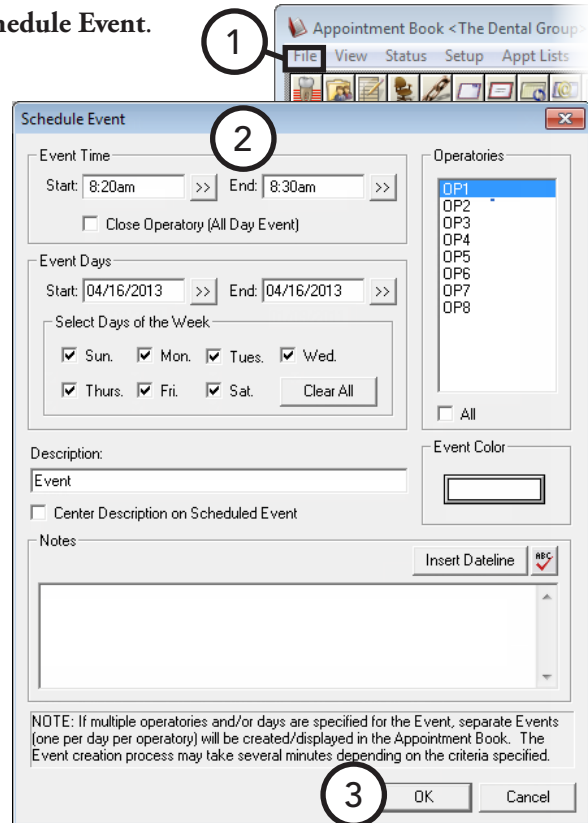 hedule Event.
1
Appointment Book <The Dental Group>
File View Status Setup Appt Lists
Schedule Event
2
Event Time
Start: 8:20am >> End: 8:30am >>
Close Operatory (All Day Event)
Event Days
Start: 04/16/2013 >> End: 04/16/2013 >>
Select Days of the Week
Sun. Mon. Tues. Wed.
Thurs. Fri. Sat. Clear All
Operatories
OP1
OP2
OP3
OP4
OP5
OP6
OP7
OP8
All
Description:
Event
Center Description on Scheduled Event
Event Color
Notes
Insert Dateline ABC
NOTE: If multiple operatories and/or days are specified for the Event, separate Events
(one per day per operatory) will be created/displayed in the Appointment Book. The
Event creation process may take several minutes depending on the criteria specified.
3
OK Cancel